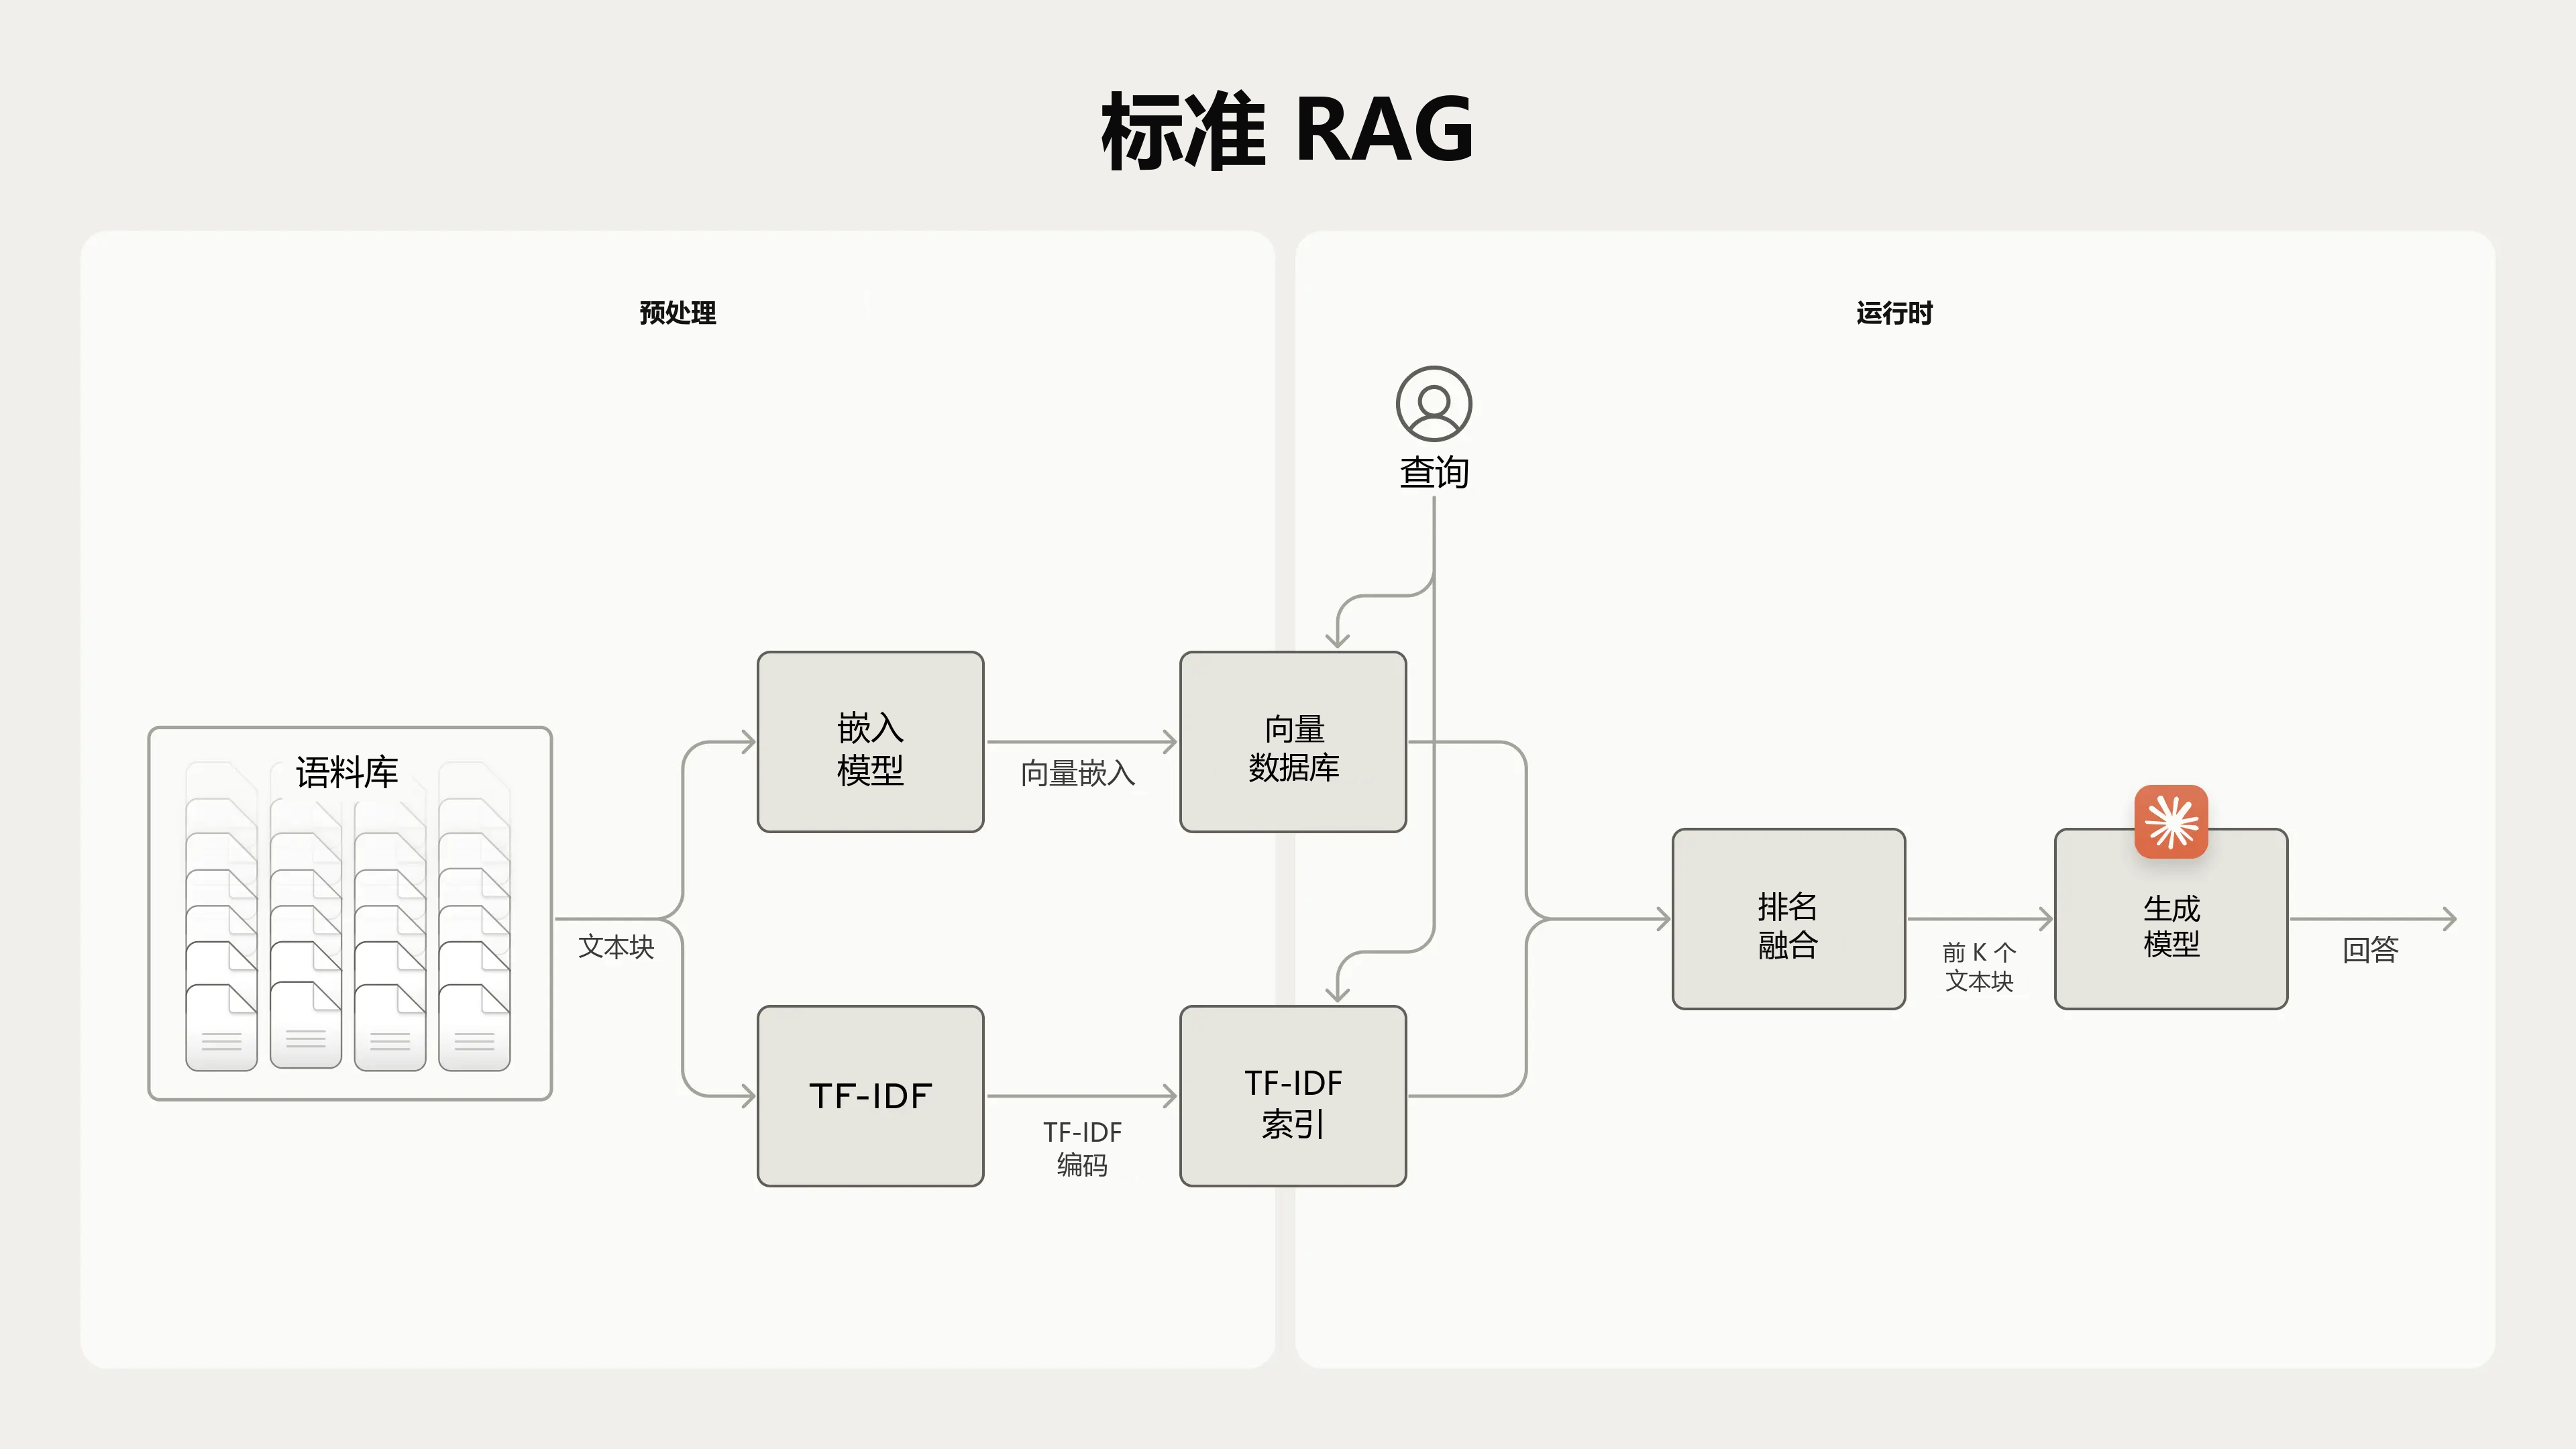 标准 RAG
预处理
运行时
查询
语料库
文本块
嵌入
模型
向量嵌入
向量
数据库
TF-IDF
TF-IDF
编码
TF-IDF
索引
排名
融合
前 K 个
文本块
生成
模型
回答